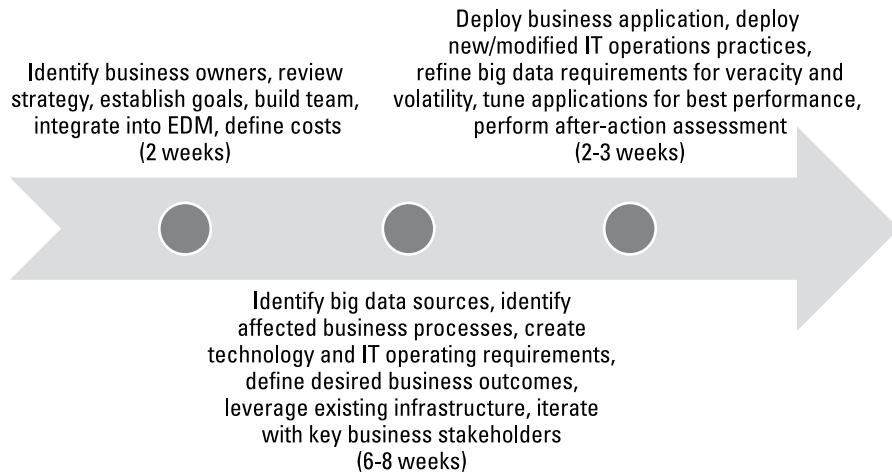 Identify business owners, review
strategy, establish goals, build team,
integrate into EDM, define costs
(2 weeks)
Identify big data sources, identify
affected business processes, create
technology and IT operating requirements,
define desired business outcomes,
leverage existing infrastructure, iterate
with key business stakeholders
(6-8 weeks)
Deploy business application, deploy
new/modified IT operations practices,
refine big data requirements for veracity and
volatility, tune applications for best performance,
perform after-action assessment
(2-3 weeks)